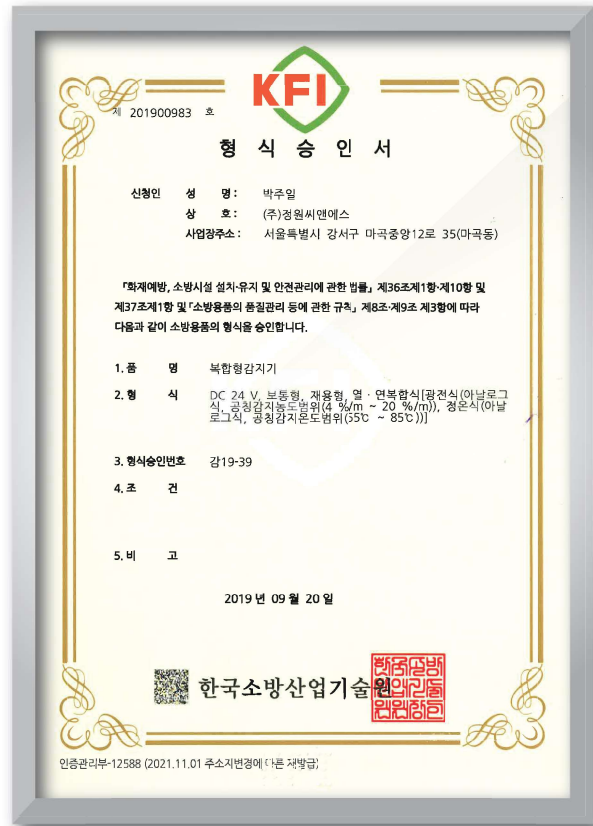 KFI
제 201900983 호
형 식 승 인 서
신청인 성 명 : 박주일
상 호 : (주)정원씨앤에스
사업장주소 : 서울특별시 강서구 마곡중앙12로 35(마곡동)
「화재예방, 소방시설 설치·유지 및 안전관리에 관한 법률」 제36조제1항·제10항 및
제37조제1항 및 「소방용품의 품질관리 등에 관한 규칙」 제8조·제9조 제3항에 따라
다음과 같이 소방용품의 형식을 승인합니다.
1. 품 명 복합형감지기
2. 형 식 DC 24 V, 보통형, 재용형, 열 · 연복합식[광전식(아날로그
식, 공칭감지농도범위(4 %/m ~ 20 %/m)), 정온식(아날
로그식, 공칭감지온도범위(55℃ ~ 85℃))]
3. 형식승인번호 감19-39
4. 조 건
5. 비 고
2019 년 09 월 20 일
한국소방산업기술원
인증관리부-12588 (2021.11.01 주소지변경에 다른 재발급)